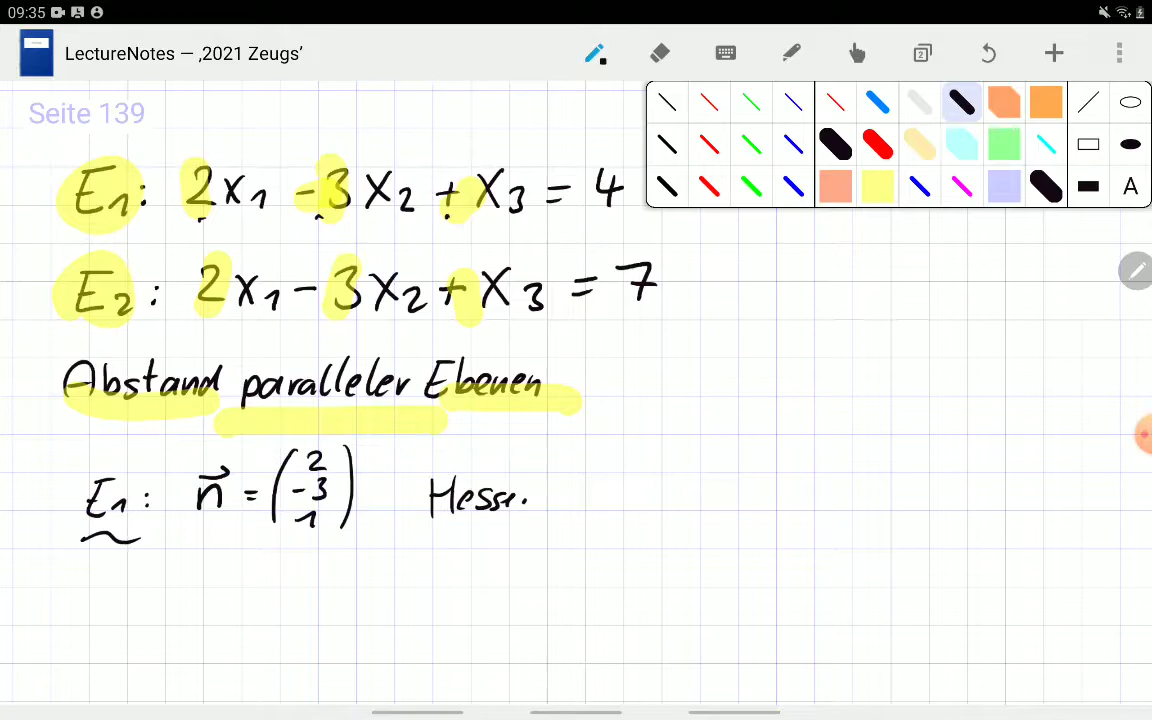 09:35
LectureNotes — ‚2021 Zeugs’
2
A
Seite 139
E₁: 2x₁ -3x₂ +x₃ = 4
E₂: 2x₁ - 3x₂ + x₃ = 7
Abstand paralleler Ebenen
E₁: n⃗ = (2 -3 1) Hesse.